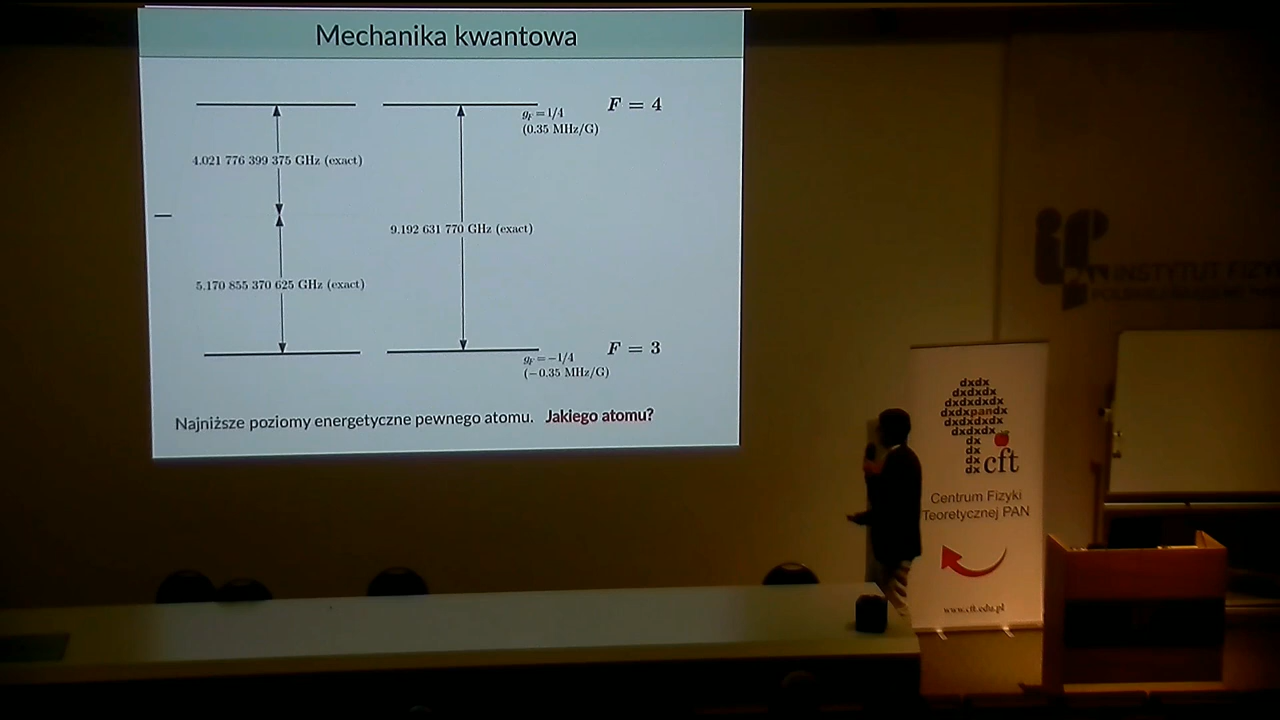 Mechanika kwantowa
F = 4
g_F = 1/4
(0.35 MHz/G)
4.021 776 399 375 GHz (exact)
9.192 631 770 GHz (exact)
5.170 855 370 625 GHz (exact)
F = 3
g_F = −1/4
(−0.35 MHz/G)
Najniższe poziomy energetyczne pewnego atomu. Jakiego atomu?
PAN INSTYTUT FIZY
dxdx
dxdxdx
dxdxdxdx
dxdxpandx
dxdxdxdx
dxdxdx
dx
dx
dx
dx
cft
Centrum Fizyki
Teoretycznej PAN
www.cft.edu.pl